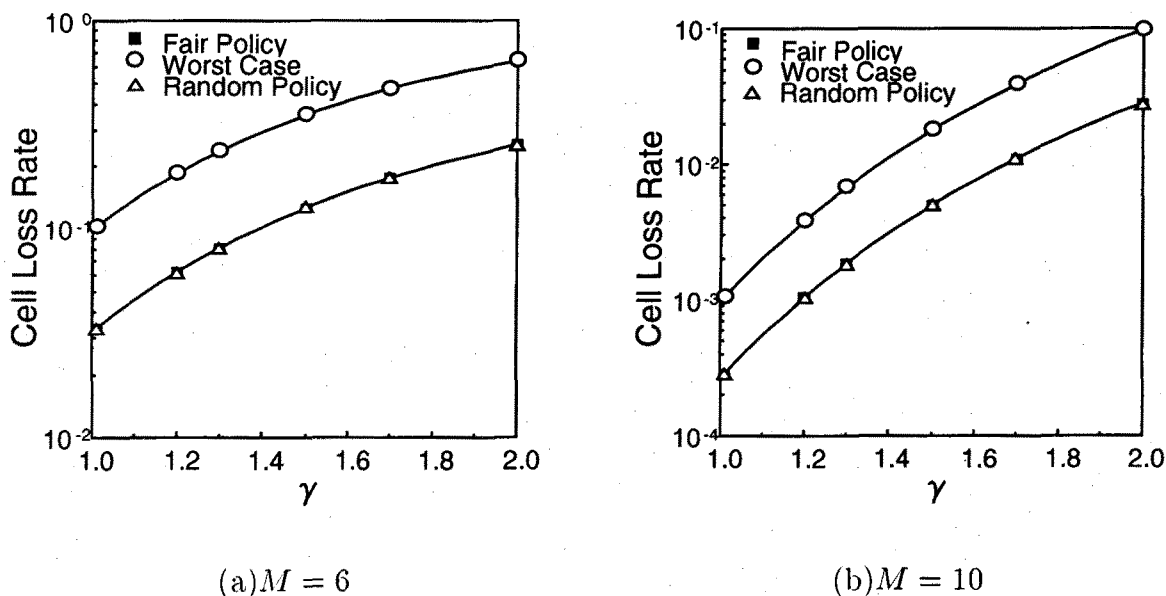 10⁰
Fair Policy
Worst Case
Random Policy
10⁻¹
10⁻²
Cell Loss Rate
1.0 1.2 1.4 1.6 1.8 2.0
γ
(a)M = 6
10⁻¹
Fair Policy
Worst Case
Random Policy
10⁻²
10⁻³
10⁻⁴
Cell Loss Rate
1.0 1.2 1.4 1.6 1.8 2.0
γ
(b)M = 10